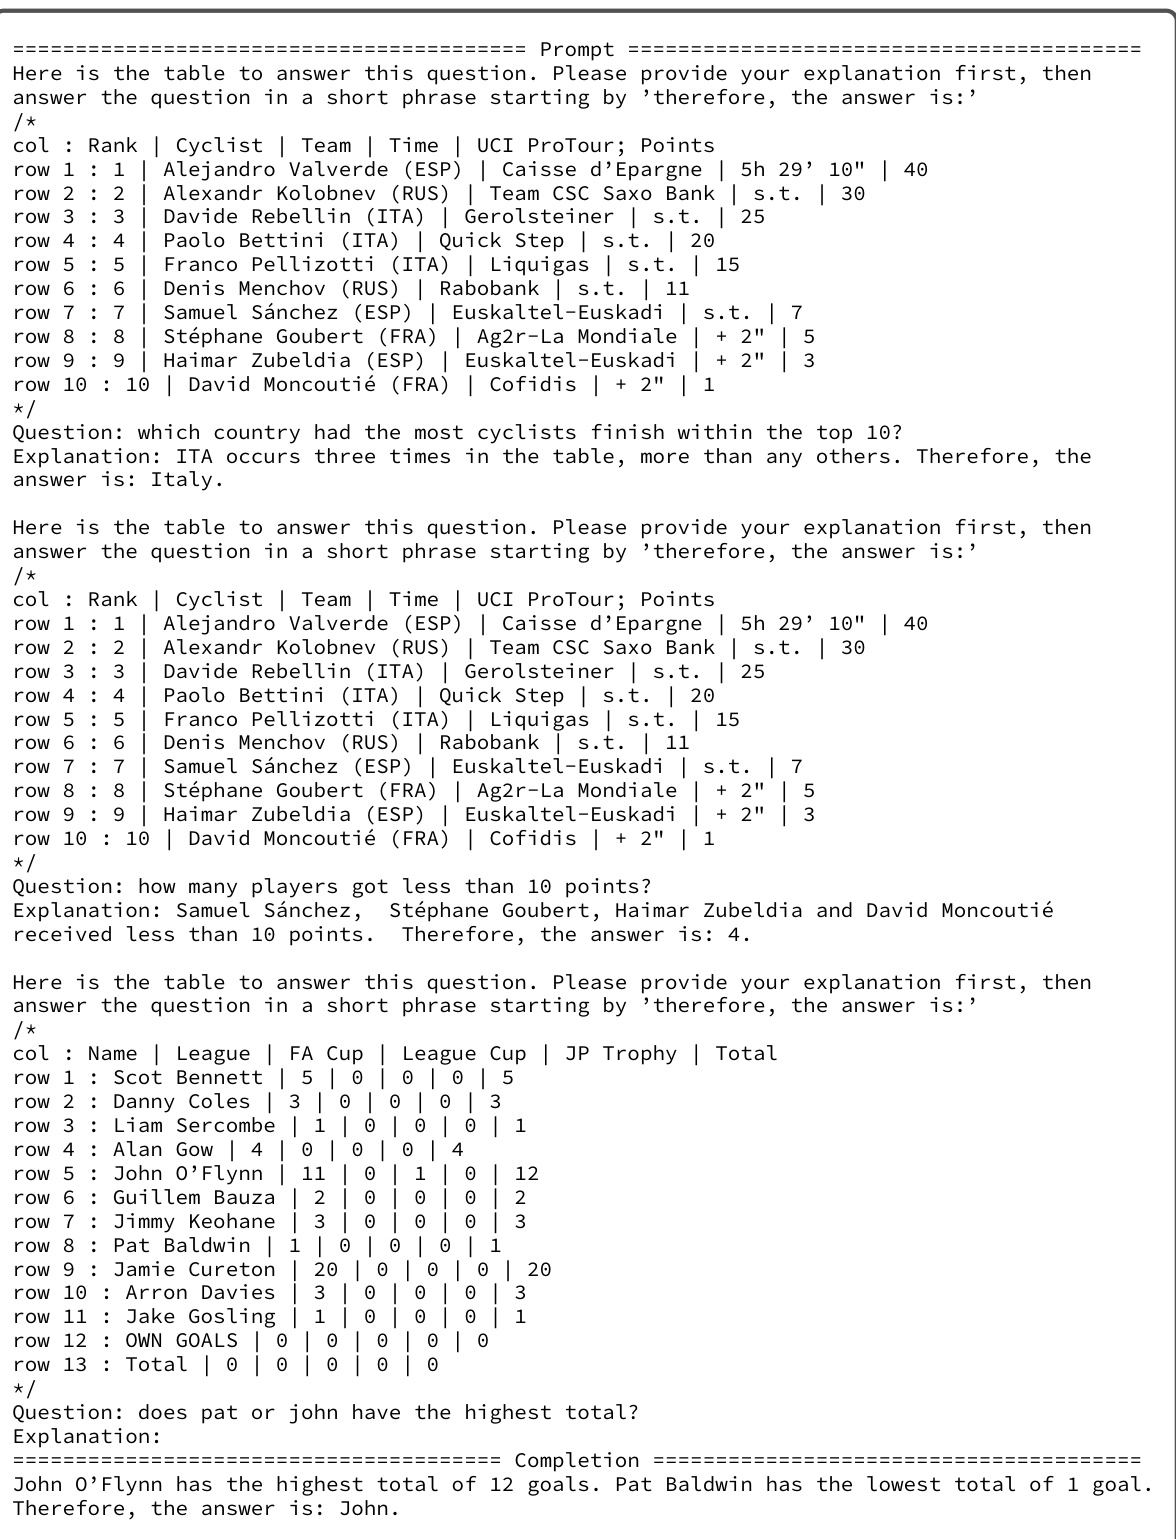 ========================================= Prompt =========================================
Here is the table to answer this question. Please provide your explanation first, then
answer the question in a short phrase starting by ’therefore, the answer is:’
/*
col : Rank | Cyclist | Team | Time | UCI ProTour; Points
row 1 : 1 | Alejandro Valverde (ESP) | Caisse d’Epargne | 5h 29’ 10" | 40
row 2 : 2 | Alexandr Kolobnev (RUS) | Team CSC Saxo Bank | s.t. | 30
row 3 : 3 | Davide Rebellin (ITA) | Gerolsteiner | s.t. | 25
row 4 : 4 | Paolo Bettini (ITA) | Quick Step | s.t. | 20
row 5 : 5 | Franco Pellizotti (ITA) | Liquigas | s.t. | 15
row 6 : 6 | Denis Menchov (RUS) | Rabobank | s.t. | 11
row 7 : 7 | Samuel Sánchez (ESP) | Euskaltel-Euskadi | s.t. | 7
row 8 : 8 | Stéphane Goubert (FRA) | Ag2r-La Mondiale | + 2" | 5
row 9 : 9 | Haimar Zubeldia (ESP) | Euskaltel-Euskadi | + 2" | 3
row 10 : 10 | David Moncoutié (FRA) | Cofidis | + 2" | 1
*/
Question: which country had the most cyclists finish within the top 10?
Explanation: ITA occurs three times in the table, more than any others. Therefore, the
answer is: Italy.

Here is the table to answer this question. Please provide your explanation first, then
answer the question in a short phrase starting by ’therefore, the answer is:’
/*
col : Rank | Cyclist | Team | Time | UCI ProTour; Points
row 1 : 1 | Alejandro Valverde (ESP) | Caisse d’Epargne | 5h 29’ 10" | 40
row 2 : 2 | Alexandr Kolobnev (RUS) | Team CSC Saxo Bank | s.t. | 30
row 3 : 3 | Davide Rebellin (ITA) | Gerolsteiner | s.t. | 25
row 4 : 4 | Paolo Bettini (ITA) | Quick Step | s.t. | 20
row 5 : 5 | Franco Pellizotti (ITA) | Liquigas | s.t. | 15
row 6 : 6 | Denis Menchov (RUS) | Rabobank | s.t. | 11
row 7 : 7 | Samuel Sánchez (ESP) | Euskaltel-Euskadi | s.t. | 7
row 8 : 8 | Stéphane Goubert (FRA) | Ag2r-La Mondiale | + 2" | 5
row 9 : 9 | Haimar Zubeldia (ESP) | Euskaltel-Euskadi | + 2" | 3
row 10 : 10 | David Moncoutié (FRA) | Cofidis | + 2" | 1
*/
Question: how many players got less than 10 points?
Explanation: Samuel Sánchez,  Stéphane Goubert, Haimar Zubeldia and David Moncoutié
received less than 10 points.  Therefore, the answer is: 4.

Here is the table to answer this question. Please provide your explanation first, then
answer the question in a short phrase starting by ’therefore, the answer is:’
/*
col : Name | League | FA Cup | League Cup | JP Trophy | Total
row 1 : Scot Bennett | 5 | 0 | 0 | 0 | 5
row 2 : Danny Coles | 3 | 0 | 0 | 0 | 3
row 3 : Liam Sercombe | 1 | 0 | 0 | 0 | 1
row 4 : Alan Gow | 4 | 0 | 0 | 0 | 4
row 5 : John O’Flynn | 11 | 0 | 1 | 0 | 12
row 6 : Guillem Bauza | 2 | 0 | 0 | 0 | 2
row 7 : Jimmy Keohane | 3 | 0 | 0 | 0 | 3
row 8 : Pat Baldwin | 1 | 0 | 0 | 0 | 1
row 9 : Jamie Cureton | 20 | 0 | 0 | 0 | 20
row 10 : Arron Davies | 3 | 0 | 0 | 0 | 3
row 11 : Jake Gosling | 1 | 0 | 0 | 0 | 1
row 12 : OWN GOALS | 0 | 0 | 0 | 0 | 0
row 13 : Total | 0 | 0 | 0 | 0 | 0
*/
Question: does pat or john have the highest total?
Explanation:
======================================= Completion =======================================
John O’Flynn has the highest total of 12 goals. Pat Baldwin has the lowest total of 1 goal.
Therefore, the answer is: John.